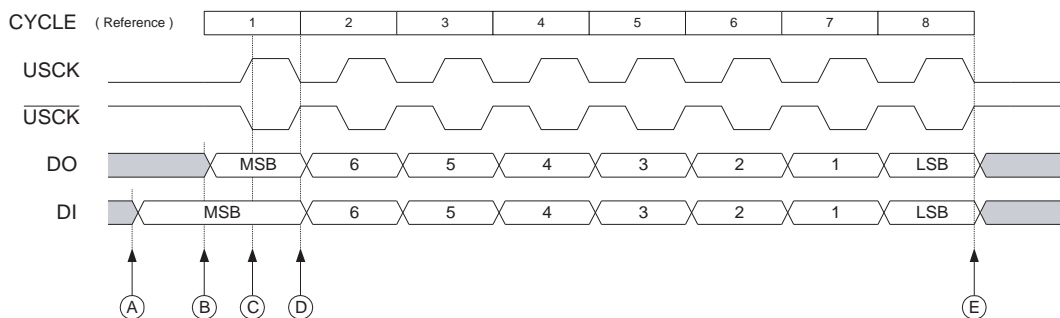 CYCLE ( Reference ) 1 2 3 4 5 6 7 8
USCK
USCK
DO MSB 6 5 4 3 2 1 LSB
DI MSB 6 5 4 3 2 1 LSB
A B C D E